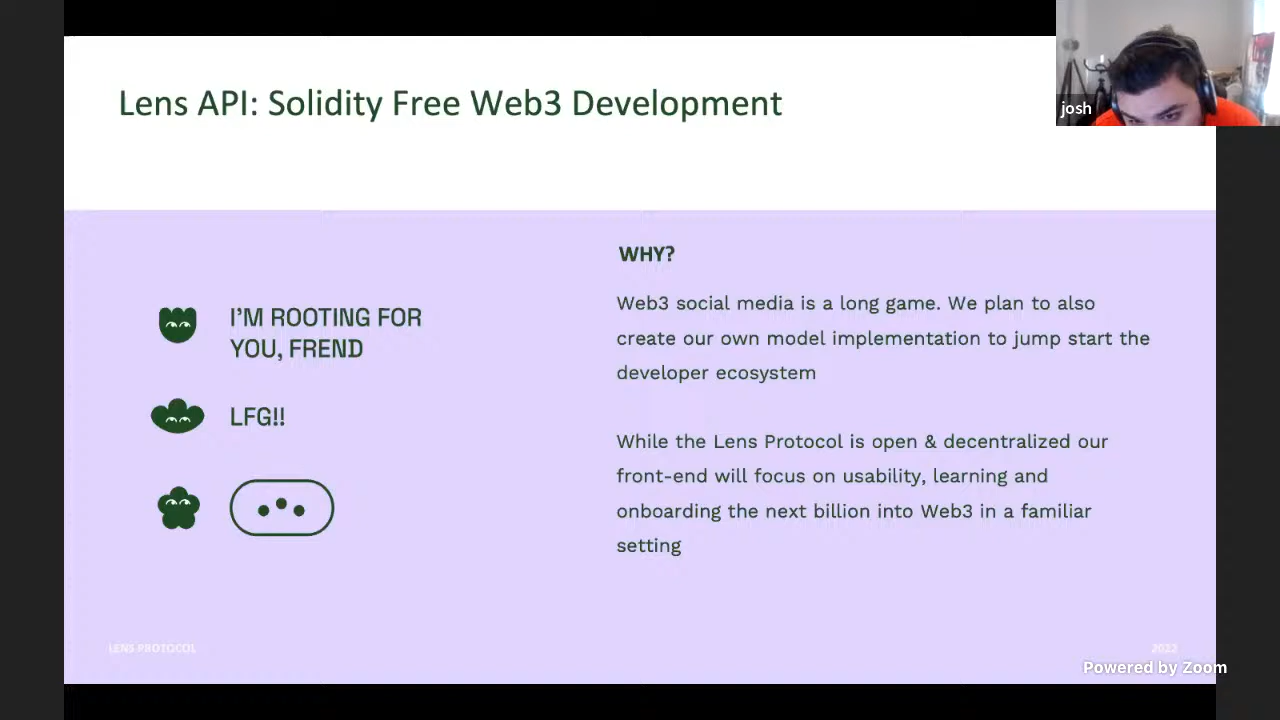 Lens API: Solidity Free Web3 Development
josh
I'M ROOTING FOR
YOU, FREND
LFG!!
WHY?
Web3 social media is a long game. We plan to also
create our own model implementation to jump start the
developer ecosystem
While the Lens Protocol is open & decentralized our
front-end will focus on usability, learning and
onboarding the next billion into Web3 in a familiar
setting
LENS PROTOCOL
2022
Powered by Zoom